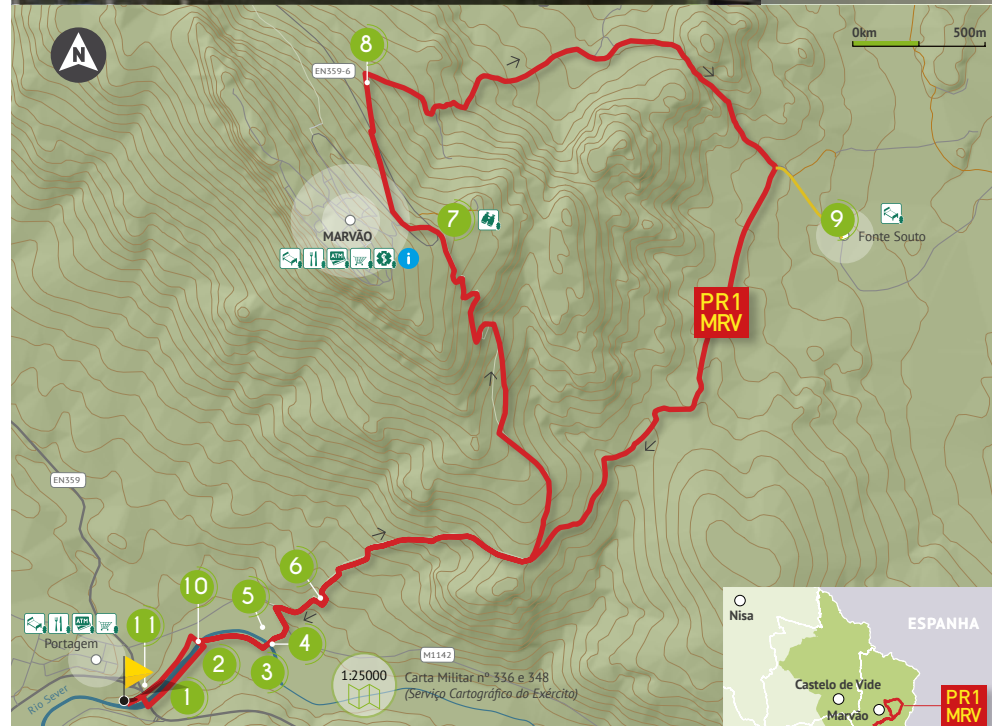 N
8
EN359-6
0km 500m
7
MARVÃO
ATM
i
9
Fonte Souto
PR1
MRV
EN359
6
10
5
ATM
11
Portagem
4
2
3
1
M1142
Rio Sever
1:25000
Carta Militar nº 336 e 348
(Serviço Cartográfico do Exército)
Nisa
ESPANHA
Castelo de Vide
Marvão
PR1
MRV